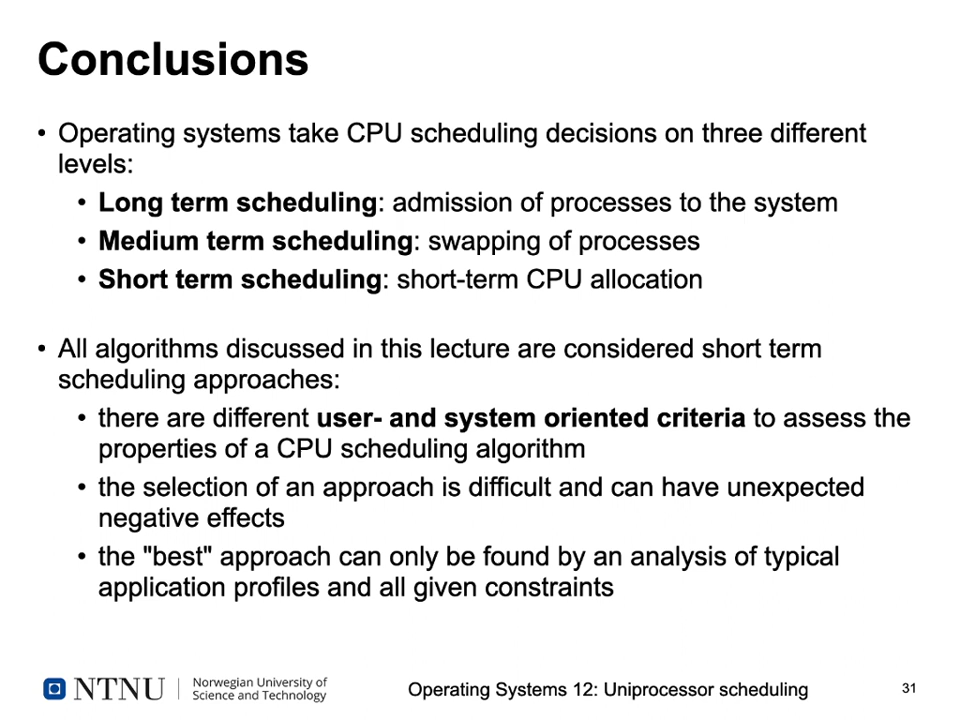 Conclusions
• Operating systems take CPU scheduling decisions on three different
levels:
• Long term scheduling: admission of processes to the system
• Medium term scheduling: swapping of processes
• Short term scheduling: short-term CPU allocation
• All algorithms discussed in this lecture are considered short term
scheduling approaches:
• there are different user- and system oriented criteria to assess the
properties of a CPU scheduling algorithm
• the selection of an approach is difficult and can have unexpected
negative effects
• the "best" approach can only be found by an analysis of typical
application profiles and all given constraints
NTNU
Norwegian University of
Science and Technology
Operating Systems 12: Uniprocessor scheduling
31